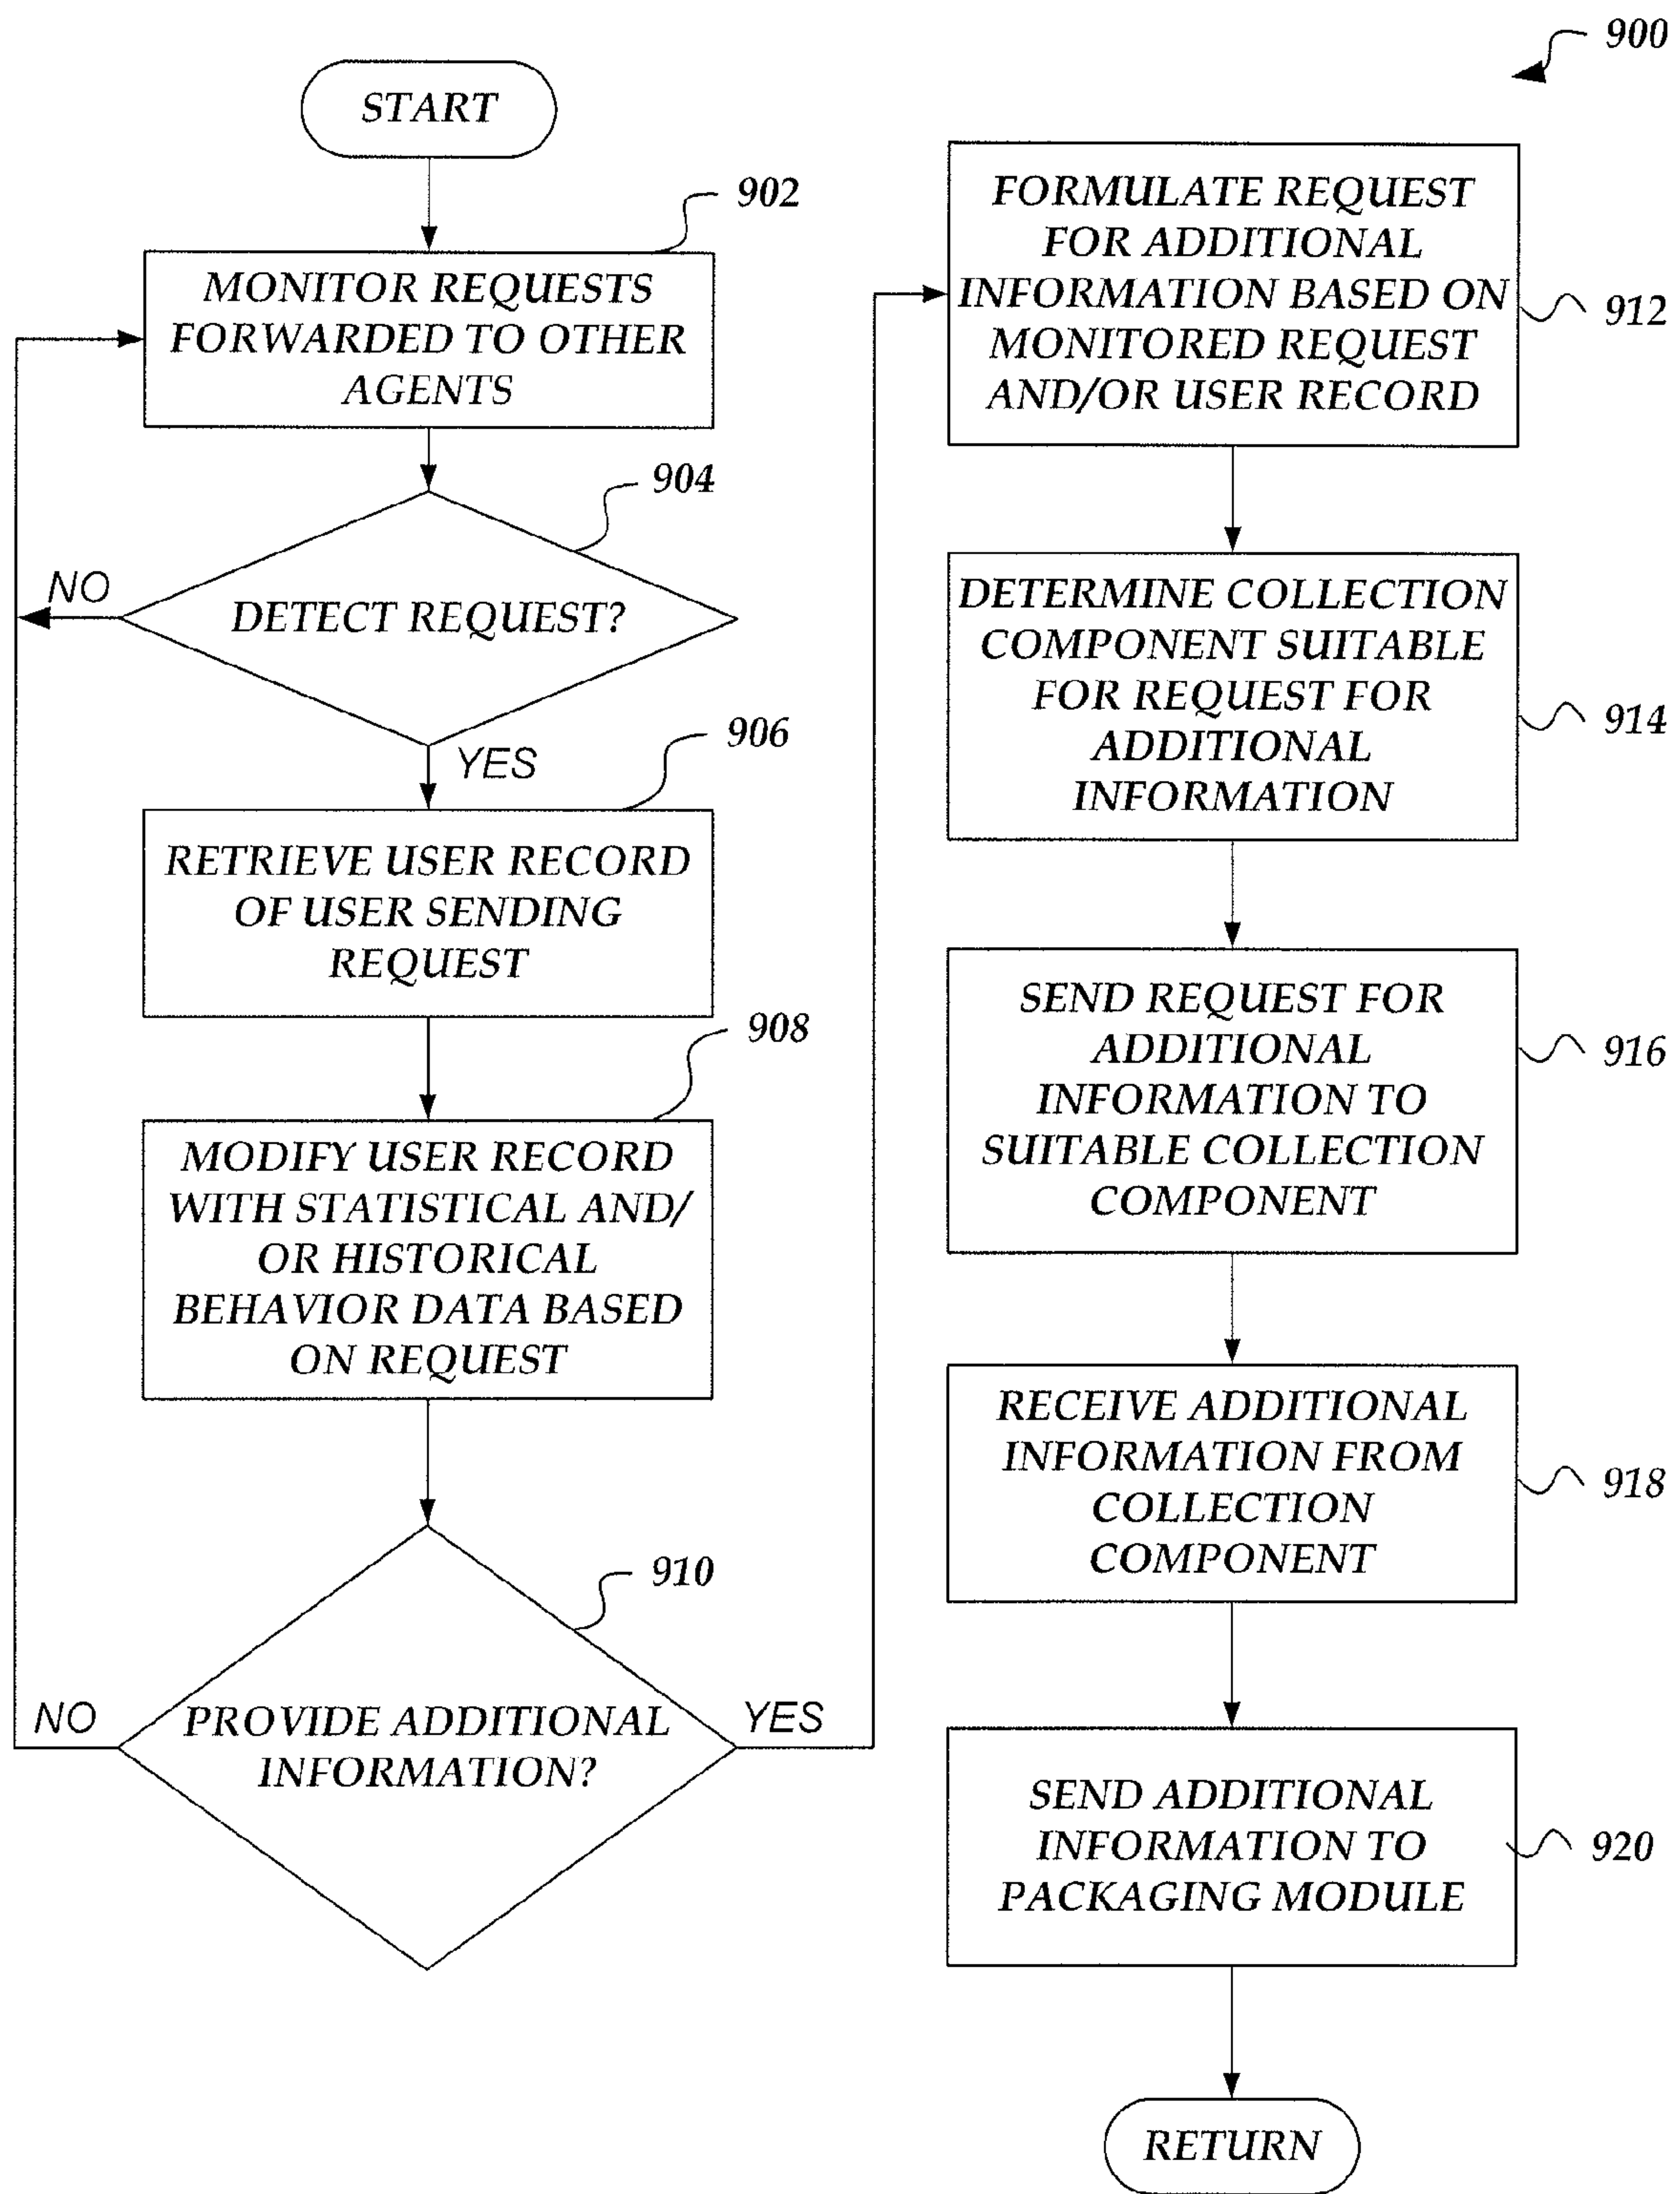 900
START
902
MONITOR REQUESTS
FORWARDED TO OTHER
AGENTS
904
NO
DETECT REQUEST?
YES
906
RETRIEVE USER RECORD
OF USER SENDING
REQUEST
908
MODIFY USER RECORD
WITH STATISTICAL AND/
OR HISTORICAL
BEHAVIOR DATA BASED
ON REQUEST
910
NO
PROVIDE ADDITIONAL
INFORMATION?
YES
FORMULATE REQUEST
FOR ADDITIONAL
INFORMATION BASED ON
MONITORED REQUEST
AND/OR USER RECORD
912
DETERMINE COLLECTION
COMPONENT SUITABLE
FOR REQUEST FOR
ADDITIONAL
INFORMATION
914
SEND REQUEST FOR
ADDITIONAL
INFORMATION TO
SUITABLE COLLECTION
COMPONENT
916
RECEIVE ADDITIONAL
INFORMATION FROM
COLLECTION
COMPONENT
918
SEND ADDITIONAL
INFORMATION TO
PACKAGING MODULE
920
RETURN